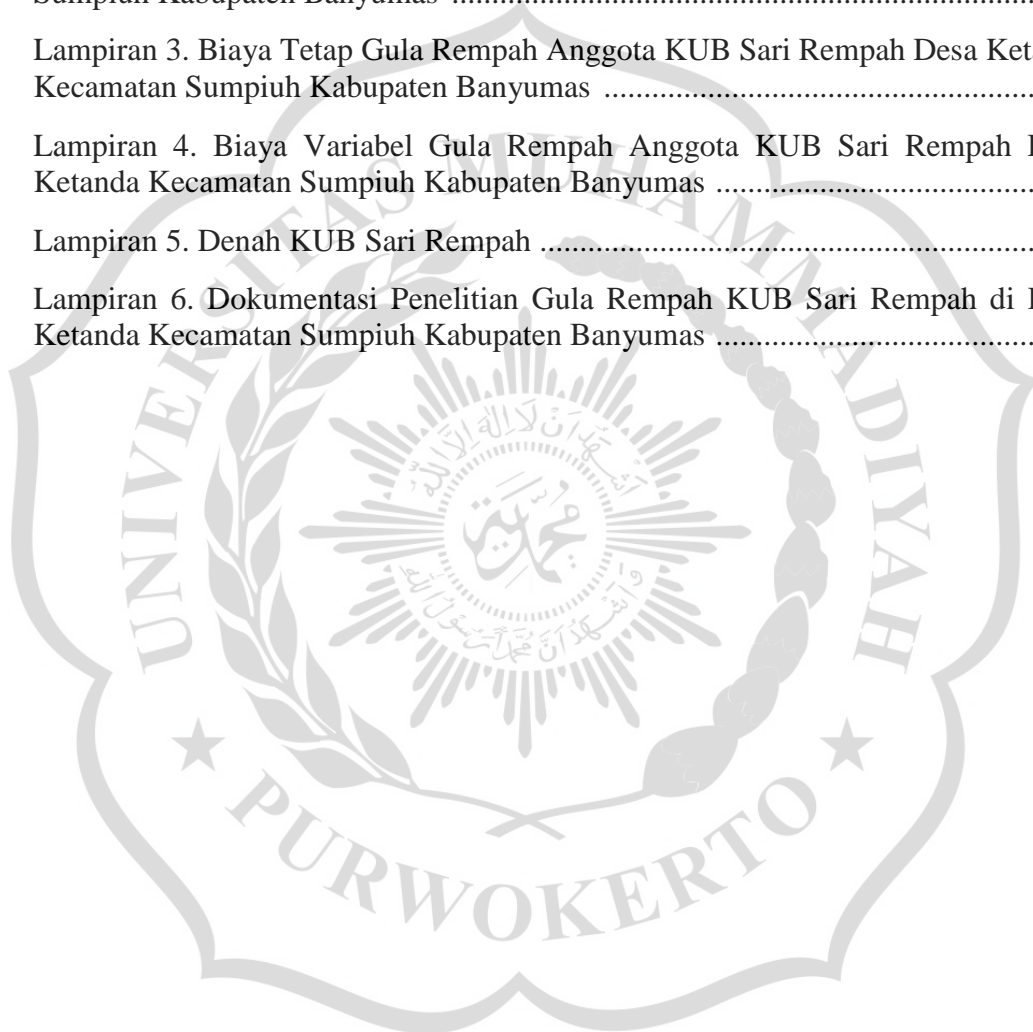 Sumpiuh Kabupaten Banyumas ....................................................................
Lampiran 3. Biaya Tetap Gula Rempah Anggota KUB Sari Rempah Desa Ket
Kecamatan Sumpiuh Kabupaten Banyumas ......................................................
Lampiran 4. Biaya Variabel Gula Rempah Anggota KUB Sari Rempah
Ketanda Kecamatan Sumpiuh Kabupaten Banyumas ........................................
Lampiran 5. Denah KUB Sari Rempah ..............................................................
Lampiran 6. Dokumentasi Penelitian Gula Rempah KUB Sari Rempah di
Ketanda Kecamatan Sumpiuh Kabupaten Banyumas ........................................
UNIVERSITAS MUHAMMADIYAH
PURWOKERTO